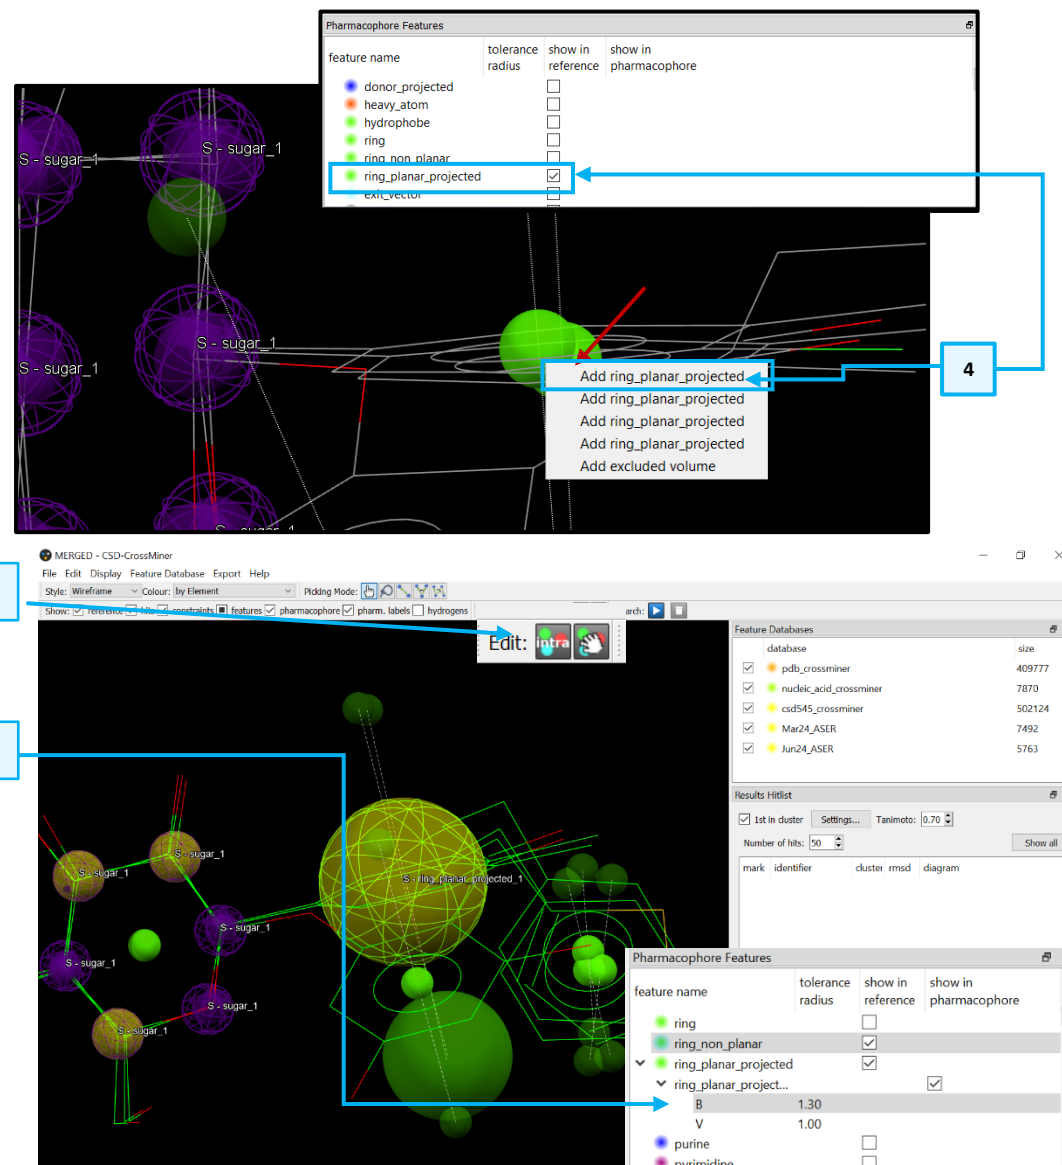 Pharmacophore Features
feature name tolerance radius show in reference show in pharmacophore
donor_projected
heavy_atom
hydrophobe
ring
ring_non_planar
ring_planar_projected
exit_vector
S - sugar_1
S - sugar_1
S - sugar_1
S - sugar_1
S - sugar_1
4
Add ring_planar_projected
Add ring_planar_projected
Add ring_planar_projected
Add ring_planar_projected
Add excluded volume
MERGED - CSD-CrossMiner
File Edit Display Feature Database Export Help
Style: Wireframe Colour: by Element Picking Mode:
Show: reference hits constraints features pharmacophore pharm. labels hydrogens
arch:
Edit: intra
Feature Databases
database size
pdb_crossminer 409777
nucleic_acid_crossminer 7870
csd545_crossminer 502124
Mar24_ASER 7492
Jun24_ASER 5763
Results Hitlist
1st in cluster Settings... Tanimoto: 0.70
Number of hits: 50 Show all
mark identifier cluster rmsd diagram
S - sugar_1
S - sugar_1
S - ring_planar_projected_1
S - sugar_1
S - sugar_1
S - sugar_1
S - sugar_1
Pharmacophore Features
feature name tolerance radius show in reference show in pharmacophore
ring
ring_non_planar
ring_planar_projected
ring_planar_project...
B 1.30
V 1.00
purine
pyrimidine